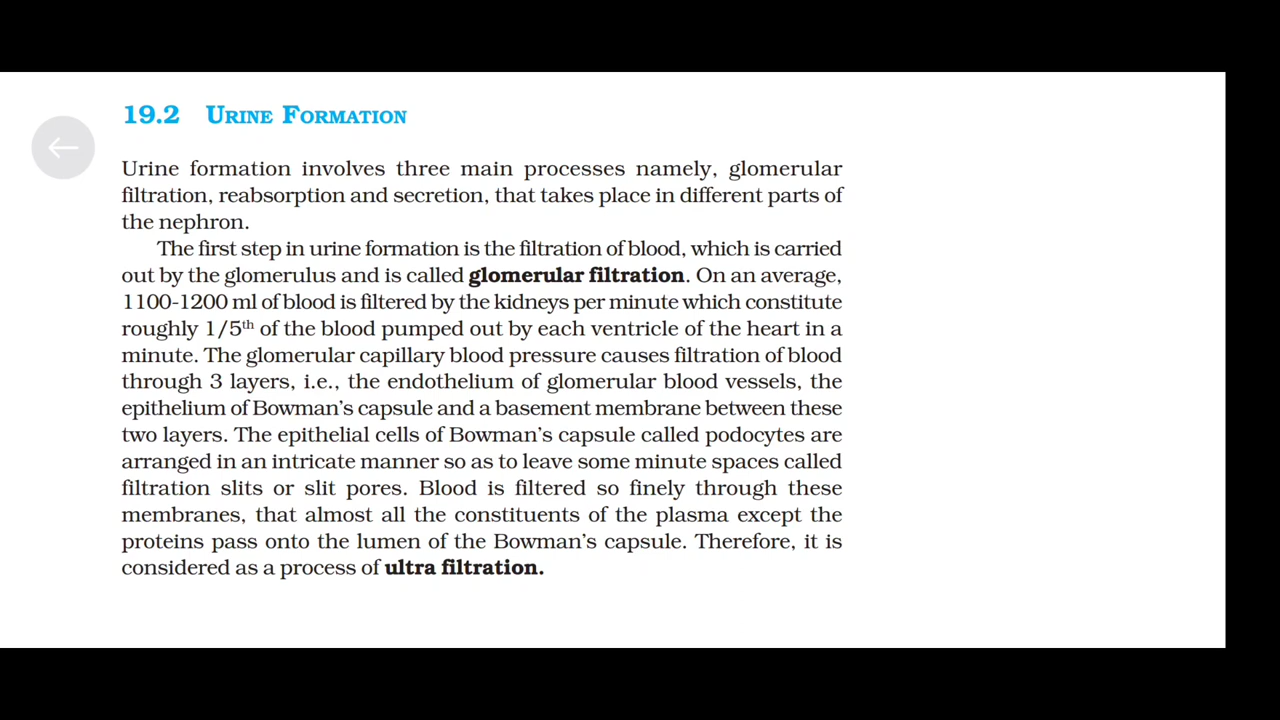 19.2 URINE FORMATION
Urine formation involves three main processes namely, glomerular
filtration, reabsorption and secretion, that takes place in different parts of
the nephron.
The first step in urine formation is the filtration of blood, which is carried
out by the glomerulus and is called glomerular filtration. On an average,
1100-1200 ml of blood is filtered by the kidneys per minute which constitute
roughly 1/5th of the blood pumped out by each ventricle of the heart in a
minute. The glomerular capillary blood pressure causes filtration of blood
through 3 layers, i.e., the endothelium of glomerular blood vessels, the
epithelium of Bowman’s capsule and a basement membrane between these
two layers. The epithelial cells of Bowman’s capsule called podocytes are
arranged in an intricate manner so as to leave some minute spaces called
filtration slits or slit pores. Blood is filtered so finely through these
membranes, that almost all the constituents of the plasma except the
proteins pass onto the lumen of the Bowman’s capsule. Therefore, it is
considered as a process of ultra filtration.